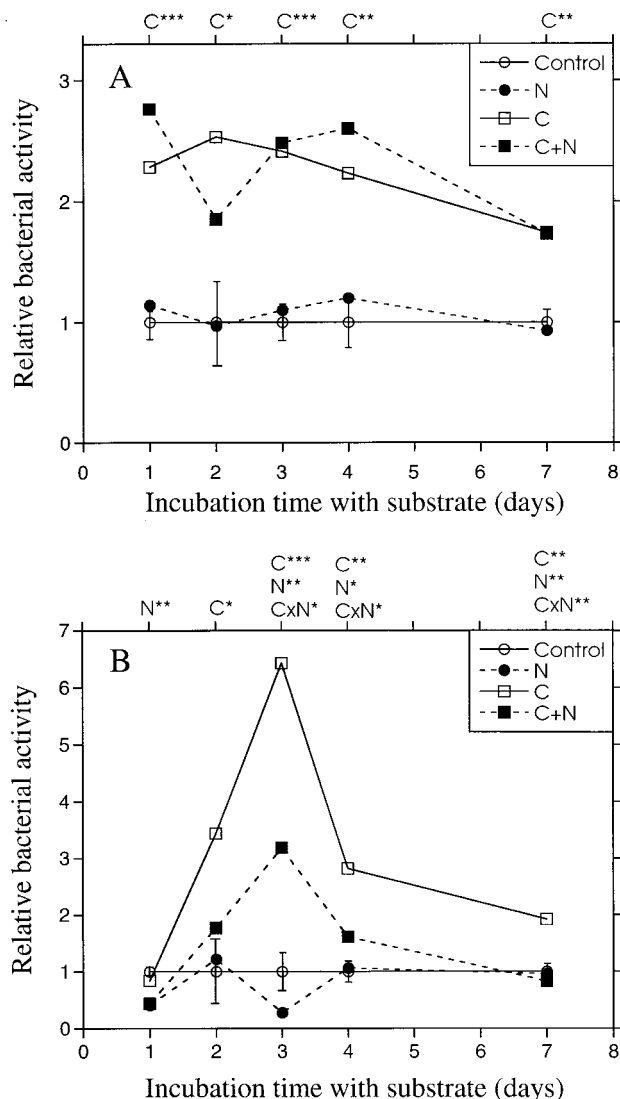 C*** C* C*** C** C**
A
Control
N
C
C+N
3
2
1
0
Relative bacterial activity
0 1 2 3 4 5 6 7 8
Incubation time with substrate (days)
C*** C** C**
N** N* N**
N** C* CxN* CxN* CxN**
B
Control
N
C
C+N
7
6
5
4
3
2
1
0
Relative bacterial activity
0 1 2 3 4 5 6 7 8
Incubation time with substrate (days)